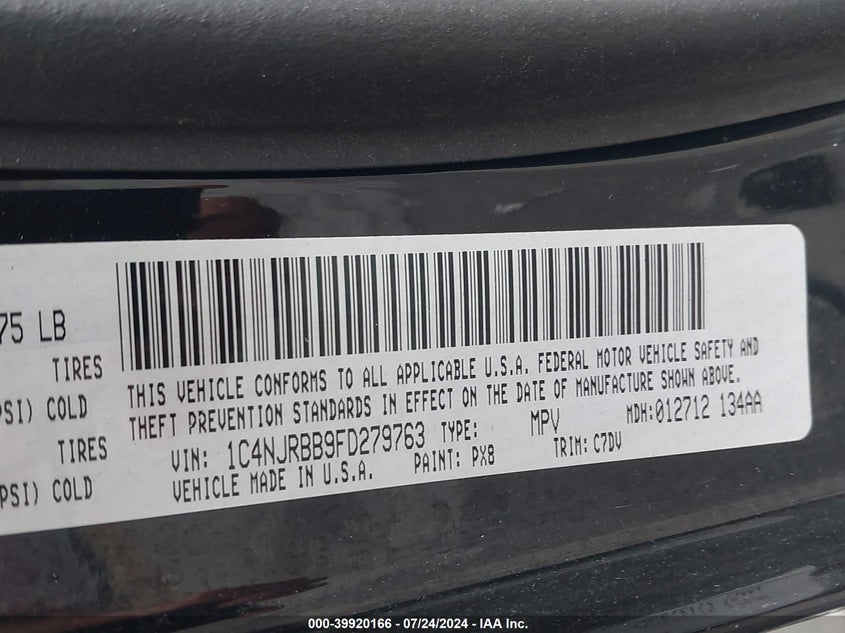 75 LB
TIRES
PSI) COLD
TIRES
PSI) COLD
THIS VEHICLE CONFORMS TO ALL APPLICABLE U.S.A. FEDERAL MOTOR VEHICLE SAFETY AND
THEFT PREVENTION STANDARDS IN EFFECT ON THE DATE OF MANUFACTURE SHOWN ABOVE.
VIN: 1C4NJRBB9FD279763 TYPE: MPV MDH:012712 134AA
VEHICLE MADE IN U.S.A. PAINT: PX8 TRIM: C7DV
000-39920166 - 07/24/2024 - IAA Inc.